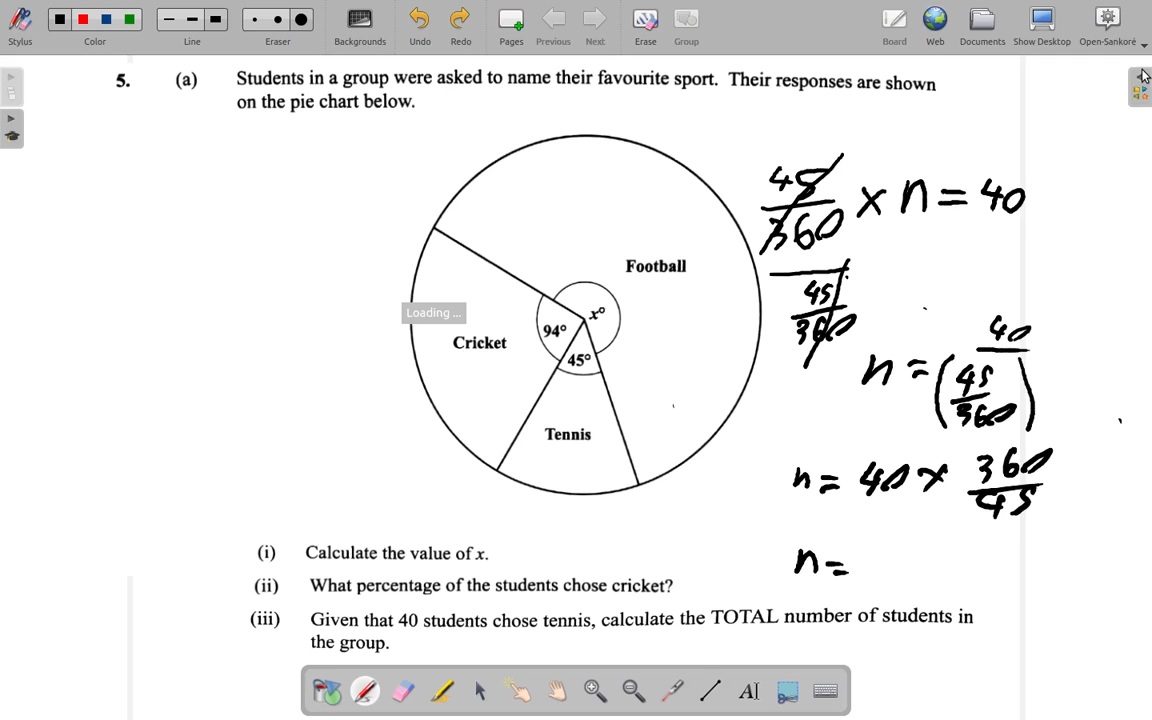 Stylus
Color
Line
Eraser
Backgrounds
Undo
Redo
Pages
Previous
Next
Erase
Group
Board
Web
Documents
Show Desktop
Open-Sankoré
5. (a) Students in a group were asked to name their favourite sport. Their responses are shown
on the pie chart below.
Football
x°
94°
45°
Cricket
Tennis
Loading ...
45/360 × n = 40
45/360
n = 40/(45/360)
n = 40 × 360/45
n =
(i) Calculate the value of x.
(ii) What percentage of the students chose cricket?
(iii) Given that 40 students chose tennis, calculate the TOTAL number of students in
the group.
AI